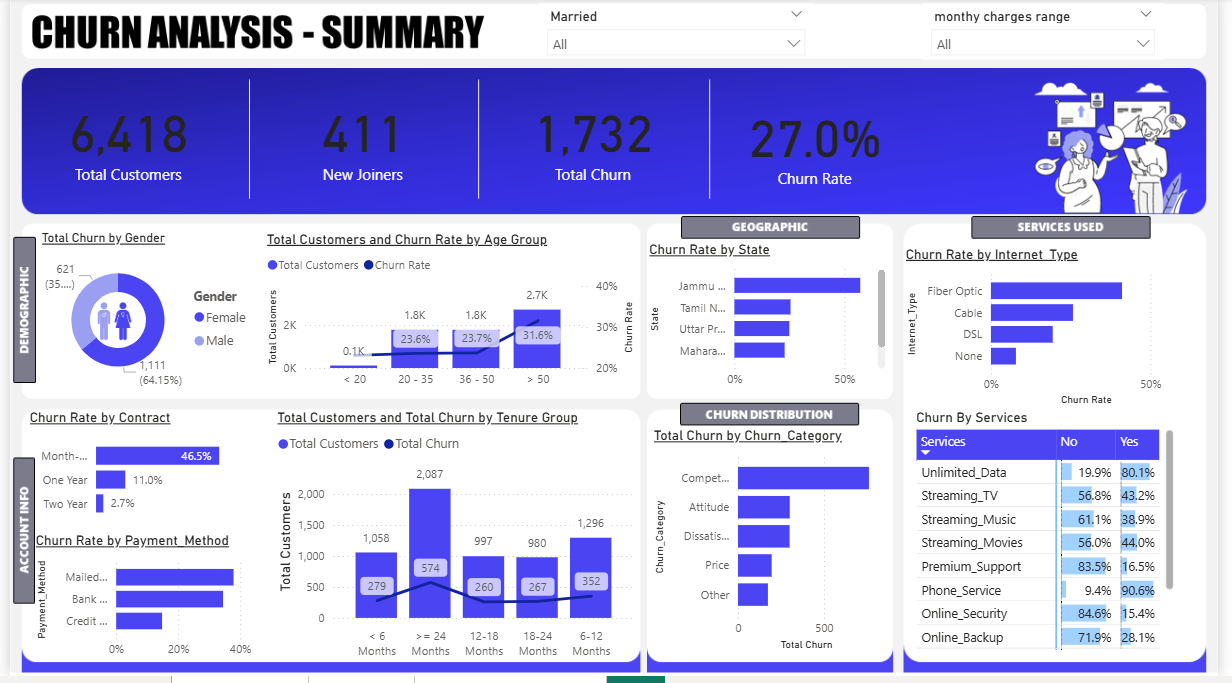 CHURN ANALYSIS - SUMMARY
Married
All
monthy charges range
All
6,418
Total Customers
411
New Joiners
1,732
Total Churn
27.0%
Churn Rate
DEMOGRAPHIC
Total Churn by Gender
621
(35....)
1,111
(64.15%)
Gender
Female
Male
Total Customers and Churn Rate by Age Group
Total Customers Churn Rate
Total Customers
2K
0K
0.1K
1.8K
1.8K
2.7K
23.6%
23.7%
31.6%
40%
30%
20%
Churn Rate
< 20
20 - 35
36 - 50
> 50
GEOGRAPHIC
Churn Rate by State
State
Jammu ...
Tamil N...
Uttar Pr...
Mahara...
0%
50%
SERVICES USED
Churn Rate by Internet_Type
Internet_Type
Fiber Optic
Cable
DSL
None
0%
50%
Churn Rate
ACCOUNT INFO
Churn Rate by Contract
Month-... 46.5%
One Year 11.0%
Two Year 2.7%
Churn Rate by Payment_Method
Payment_Method
Mailed...
Bank ...
Credit ...
0%
20%
40%
Total Customers and Total Churn by Tenure Group
Total Customers Total Churn
Total Customers
2,000
1,500
1,000
500
0
1,058
2,087
997
980
1,296
279
574
260
267
352
< 6
Months
>= 24
Months
12-18
Months
18-24
Months
6-12
Months
CHURN DISTRIBUTION
Total Churn by Churn_Category
Churn_Category
Compet...
Attitude
Dissatis...
Price
Other
0
500
Total Churn
Churn By Services
Services No Yes
Unlimited_Data 19.9% 80.1%
Streaming_TV 56.8% 43.2%
Streaming_Music 61.1% 38.9%
Streaming_Movies 56.0% 44.0%
Premium_Support 83.5% 16.5%
Phone_Service 9.4% 90.6%
Online_Security 84.6% 15.4%
Online_Backup 71.9% 28.1%